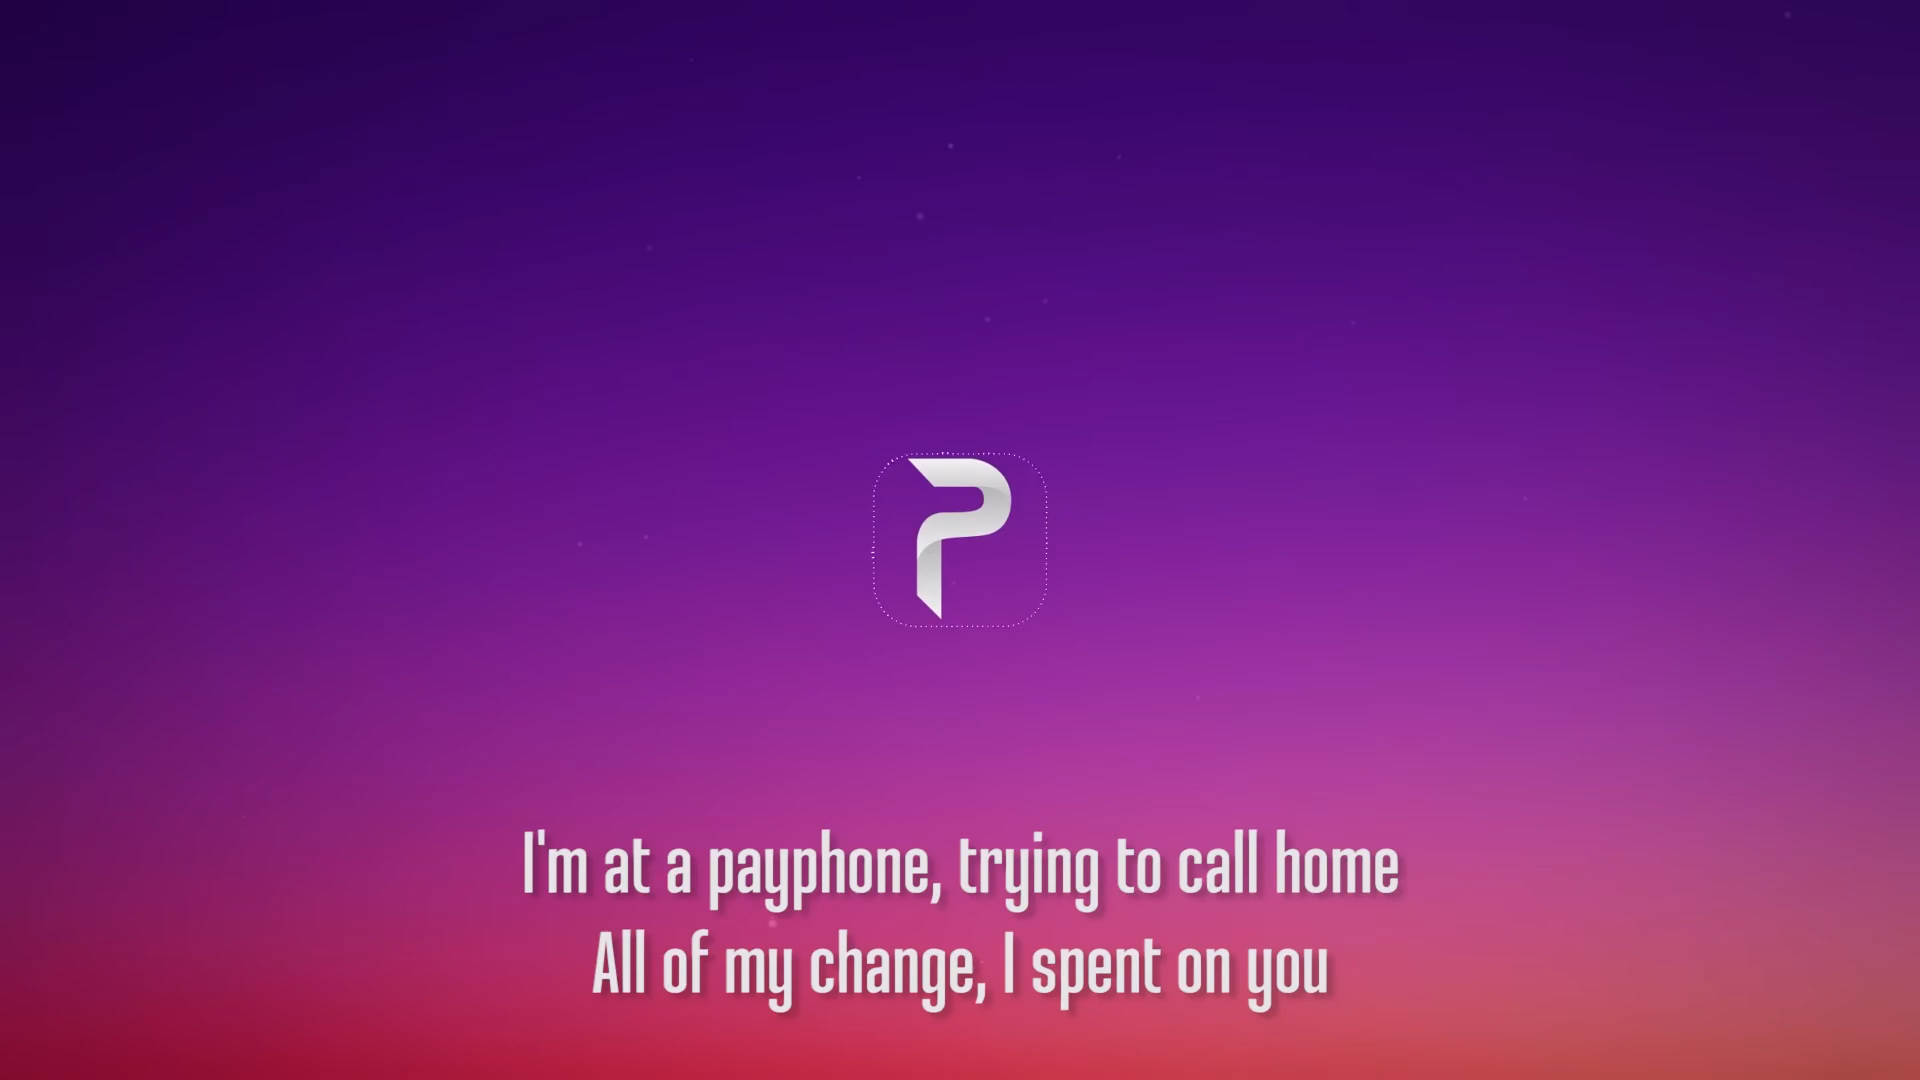 P
I'm at a payphone, trying to call home
All of my change, I spent on you